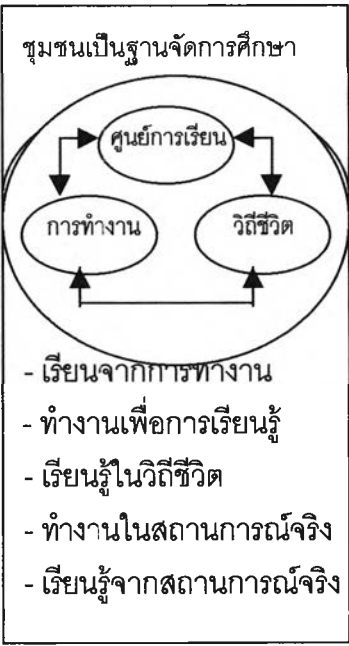 ชุมชนเป็นฐานจัดการศึกษา
ศูนย์การเรียน
การทำงาน
วิถีชีวิต
- เรียนจากการทำงาน
- ทำงานเพื่อการเรียนรู้
- เรียนรู้ในวิถีชีวิต
- ทำงานในสถานการณ์จริง
- เรียนรู้จากสถานการณ์จริง